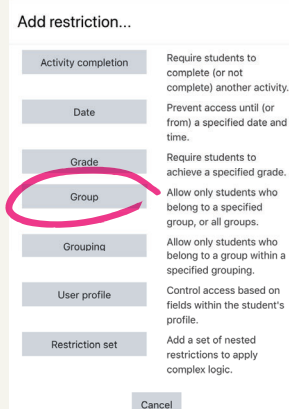 Add restriction...
Activity completion
Require students to
complete (or not
complete) another activity.
Date
Prevent access until (or
from) a specified date and
time.
Grade
Require students to
achieve a specified grade.
Group
Allow only students who
belong to a specified
group, or all groups.
Grouping
Allow only students who
belong to a group within a
specified grouping.
User profile
Control access based on
fields within the student's
profile.
Restriction set
Add a set of nested
restrictions to apply
complex logic.
Cancel